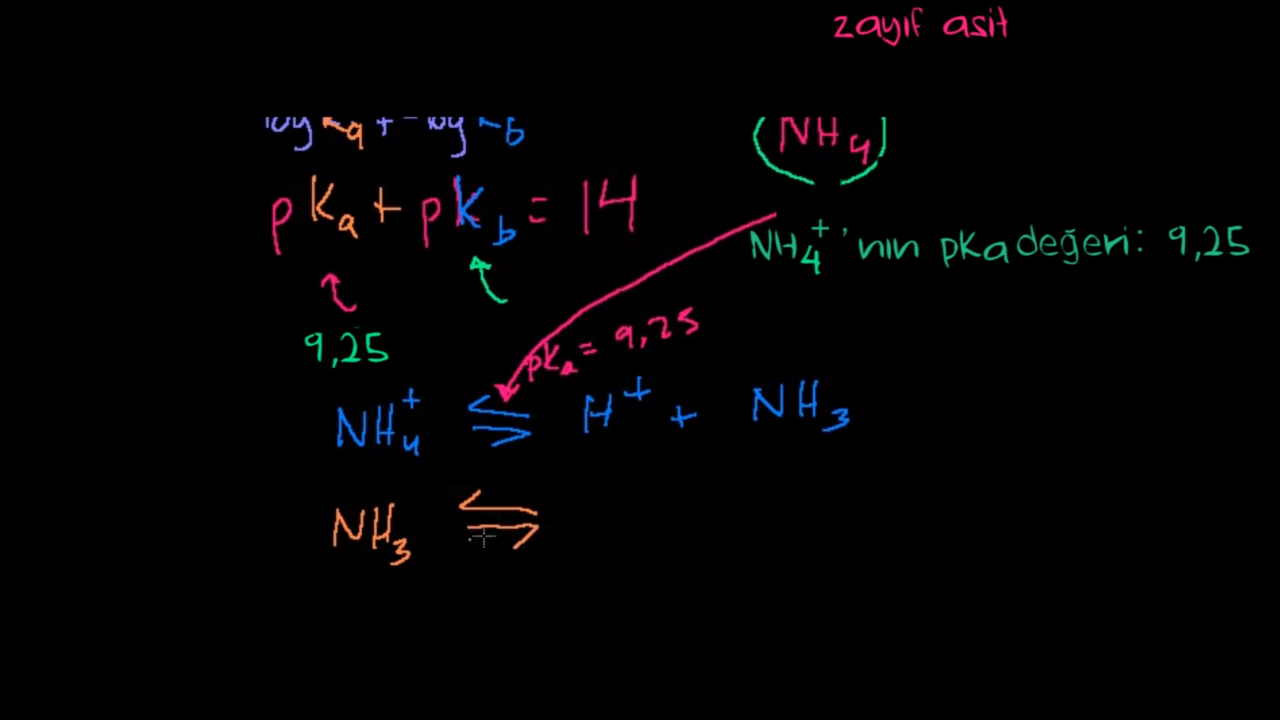 zayıf asit
(NH4)
pKa + pKb = 14
NH4+'nın pKa değeri: 9,25
9,25
pKa = 9,25
NH4+ ⇌ H+ + NH3
NH3 ⇌